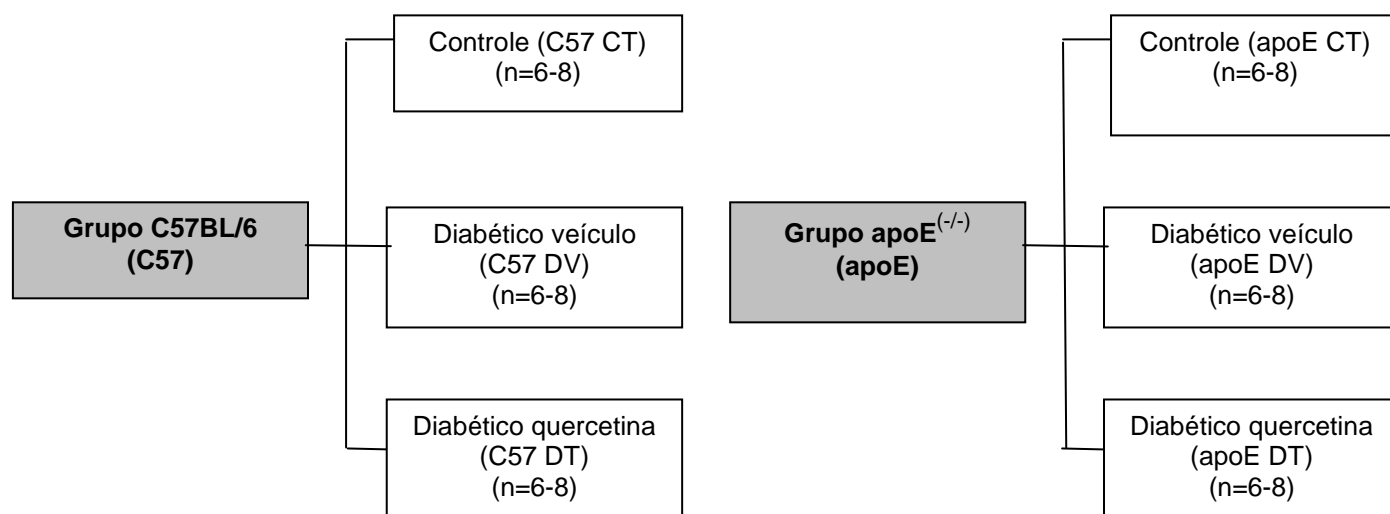 Grupo C57BL/6
(C57)
Controle (C57 CT)
(n=6-8)
Diabético veículo
(C57 DV)
(n=6-8)
Diabético quercetina
(C57 DT)
(n=6-8)
Grupo apoE(-/-)
(apoE)
Controle (apoE CT)
(n=6-8)
Diabético veículo
(apoE DV)
(n=6-8)
Diabético quercetina
(apoE DT)
(n=6-8)